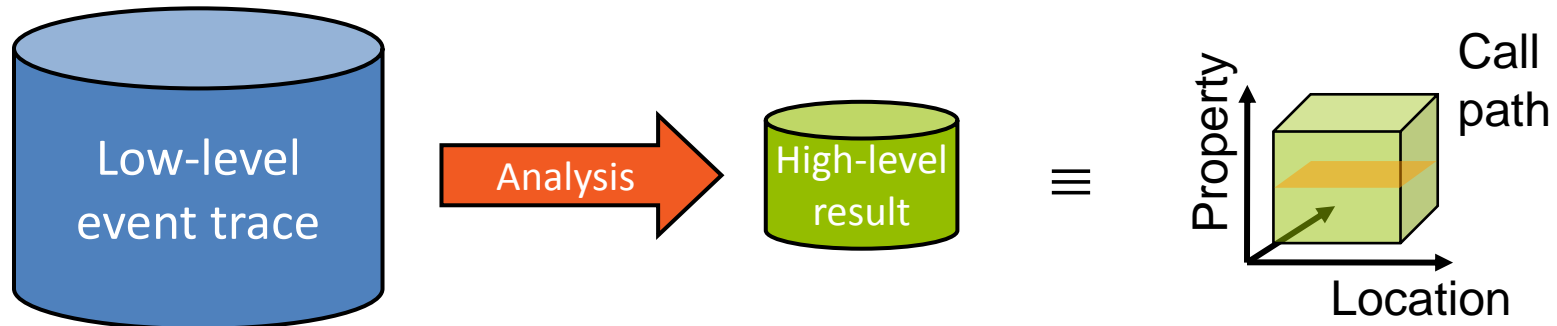 Low-level
event trace
Analysis
High-level
result
≡
Property
Call
path
Location